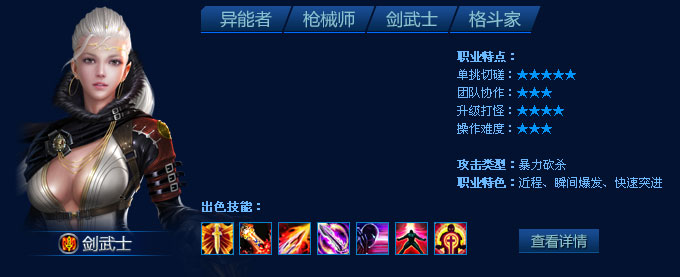 异能者 枪械师 剑武士 格斗家
职业特点：
单挑切磋：★★★★★
团队协作：★★★
升级打怪：★★★★
操作难度：★★★
攻击类型：暴力砍杀
职业特色：近程、瞬间爆发、快速突进
出色技能：
剑武士
查看详情